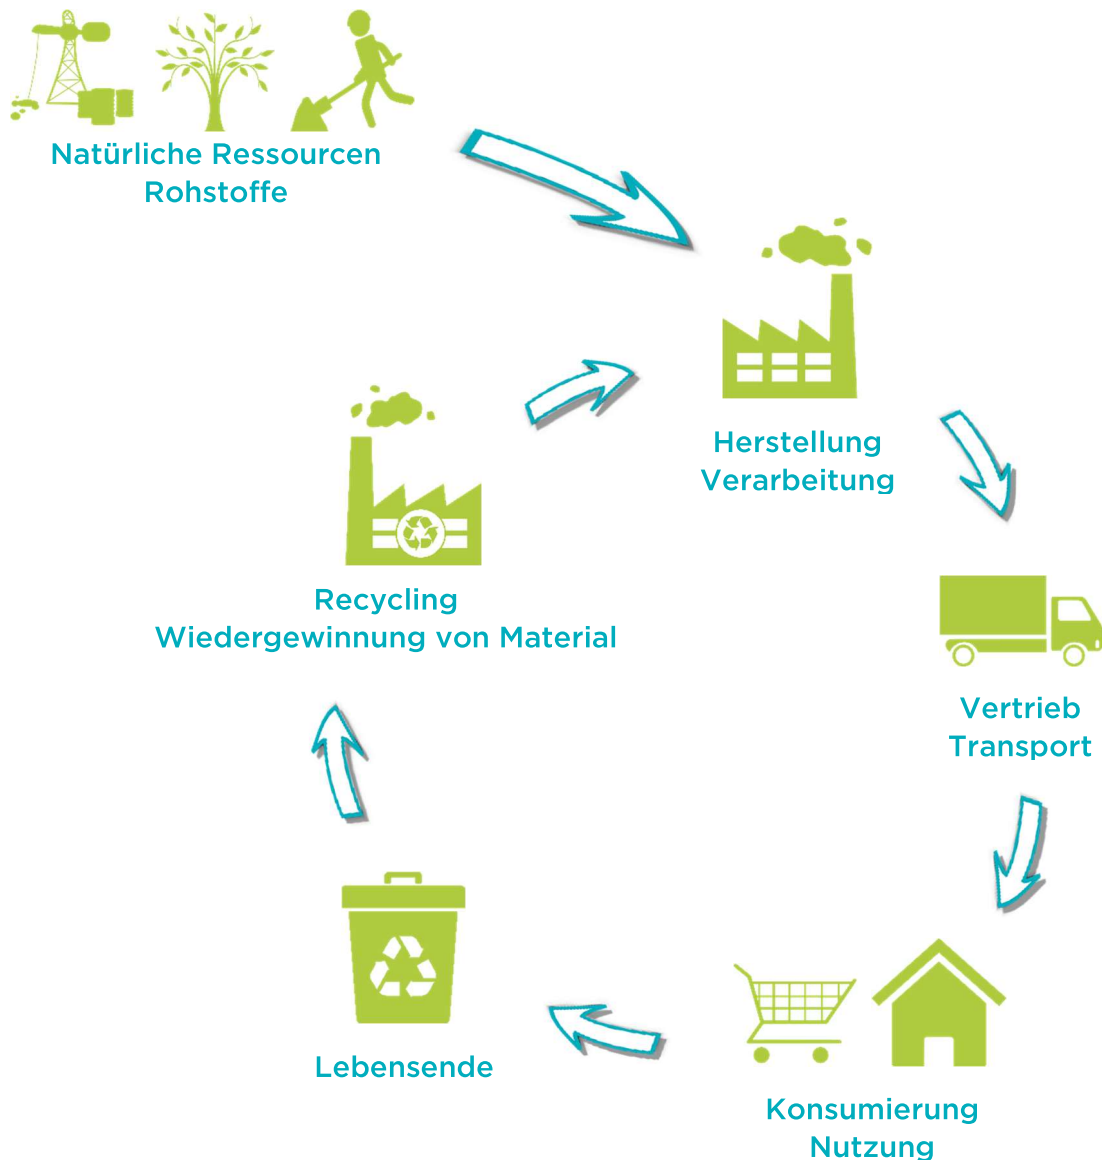 Natürliche Ressourcen
Rohstoffe
Herstellung
Verarbeitung
Recycling
Wiedergewinnung von Material
Vertrieb
Transport
Lebensende
Konsumierung
Nutzung